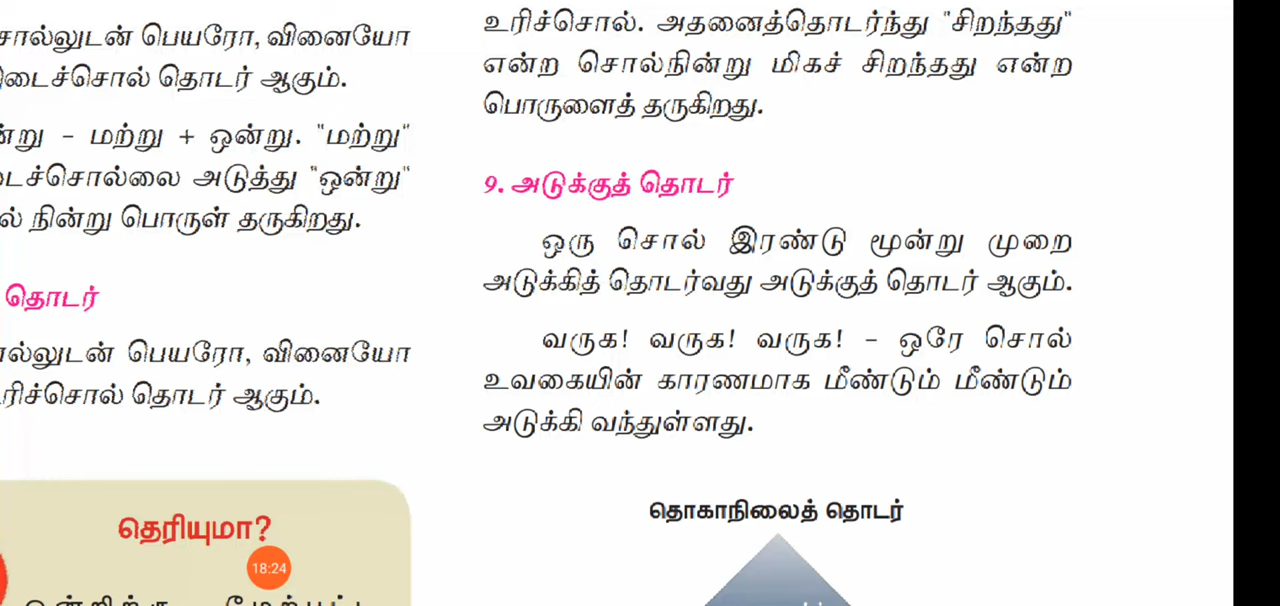 சொல்லுடன் பெயரோ, வினையோ
இடைச்சொல் தொடர் ஆகும்.
மற்று + ஒன்று. "மற்று"
அடுத்து "ஒன்று"
நின்று பொருள் தருகிறது.
தொடர்
பெயரோ, வினையோ
தொடர் ஆகும்.
தெரியுமா?
18:24
உரிச்சொல். அதனைத்தொடர்ந்து "சிறந்தது"
என்ற சொல்நின்று மிகச் சிறந்தது என்ற
பொருளைத் தருகிறது.
9. அடுக்குத் தொடர்
ஒரு சொல் இரண்டு மூன்று முறை
அடுக்கித் தொடர்வது அடுக்குத் தொடர் ஆகும்.
வருக! வருக! வருக! – ஒரே சொல்
உவகையின் காரணமாக மீண்டும் மீண்டும்
அடுக்கி வந்துள்ளது.
தொகாநிலைத் தொடர்